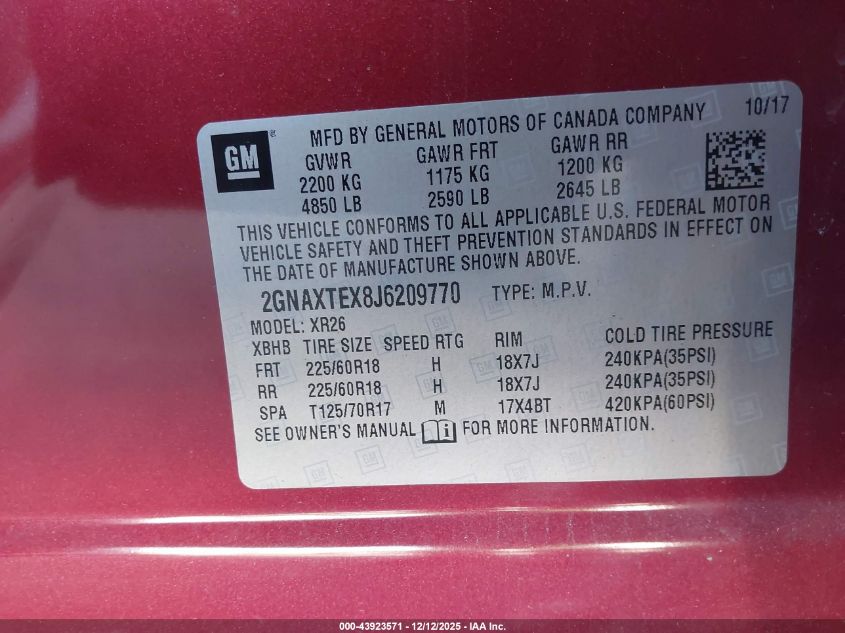 GM
MFD BY GENERAL MOTORS OF CANADA COMPANY 10/17
GVWR GAWR FRT GAWR RR
2200 KG 1175 KG 1200 KG
4850 LB 2590 LB 2645 LB
THIS VEHICLE CONFORMS TO ALL APPLICABLE U.S. FEDERAL MOTOR
VEHICLE SAFETY AND THEFT PREVENTION STANDARDS IN EFFECT ON
THE DATE OF MANUFACTURE SHOWN ABOVE.
2GNAXTEX8J6209770 TYPE: M.P.V.
MODEL: XR26
XBHB TIRE SIZE SPEED RTG RIM COLD TIRE PRESSURE
FRT 225/60R18 H 18X7J 240KPA(35PSI)
RR 225/60R18 H 18X7J 240KPA(35PSI)
SPA T125/70R17 M 17X4BT 420KPA(60PSI)
SEE OWNER'S MANUAL FOR MORE INFORMATION.
000-43923571 - 12/12/2025 - IAA Inc.